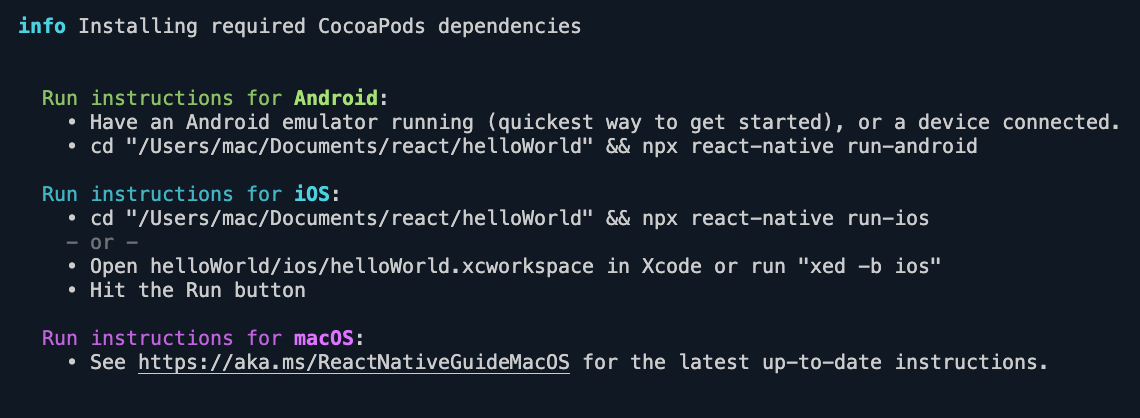 info Installing required CocoaPods dependencies
Run instructions for Android:
• Have an Android emulator running (quickest way to get started), or a device connected.
• cd "/Users/mac/Documents/react/helloWorld" && npx react-native run-android
Run instructions for iOS:
• cd "/Users/mac/Documents/react/helloWorld" && npx react-native run-ios
- or -
• Open helloWorld/ios/helloWorld.xcworkspace in Xcode or run "xed -b ios"
• Hit the Run button
Run instructions for macOS:
• See https://aka.ms/ReactNativeGuideMacOS for the latest up-to-date instructions.